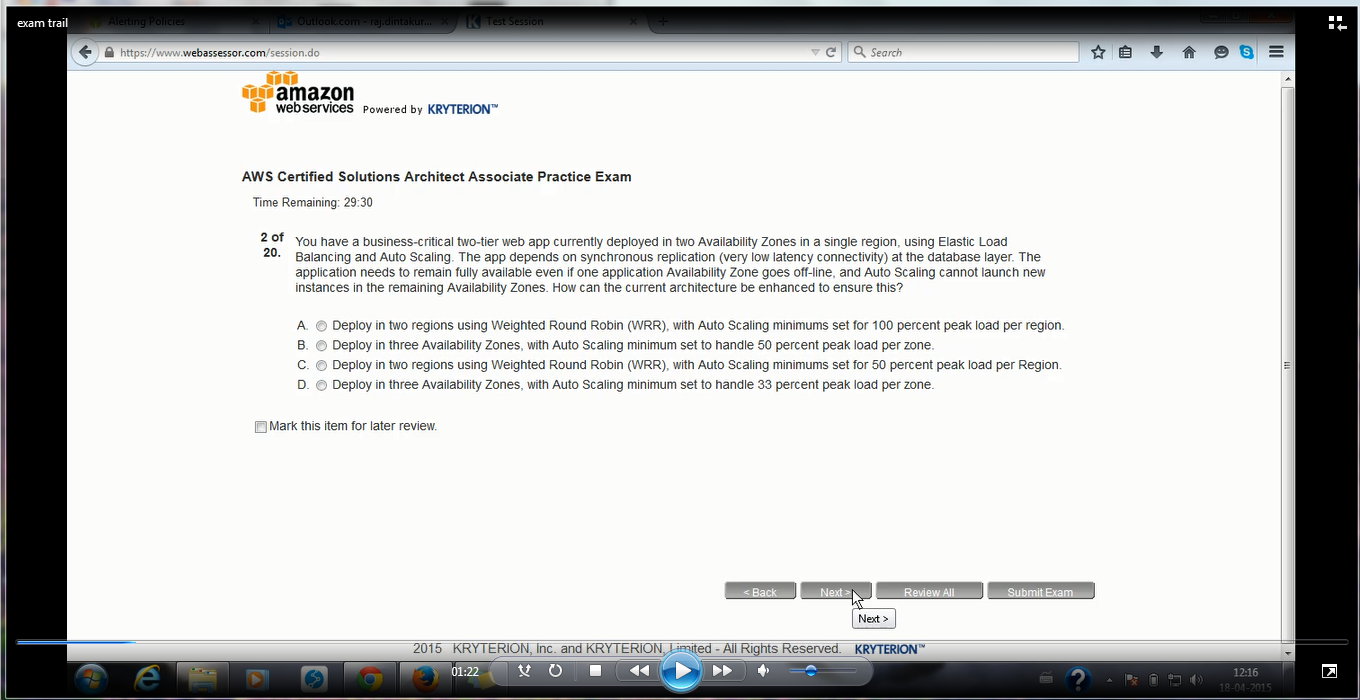 exam trail
Alerting Policies
Outlook.com - raj.dintakur...
Test Session
https://www.webassessor.com/session.do
Search
amazon
webservices
Powered by KRYTERION™
AWS Certified Solutions Architect Associate Practice Exam
Time Remaining: 29:30
2 of
20.
You have a business-critical two-tier web app currently deployed in two Availability Zones in a single region, using Elastic Load
Balancing and Auto Scaling. The app depends on synchronous replication (very low latency connectivity) at the database layer. The
application needs to remain fully available even if one application Availability Zone goes off-line, and Auto Scaling cannot launch new
instances in the remaining Availability Zones. How can the current architecture be enhanced to ensure this?
A. Deploy in two regions using Weighted Round Robin (WRR), with Auto Scaling minimums set for 100 percent peak load per region.
B. Deploy in three Availability Zones, with Auto Scaling minimum set to handle 50 percent peak load per zone.
C. Deploy in two regions using Weighted Round Robin (WRR), with Auto Scaling minimums set for 50 percent peak load per Region.
D. Deploy in three Availability Zones, with Auto Scaling minimum set to handle 33 percent peak load per zone.
Mark this item for later review.
< Back
Next >
Review All
Submit Exam
Next >
2015 KRYTERION, Inc. and KRYTERION, Limited - All Rights Reserved. KRYTERION™
01:22
12:16
18-04-2015